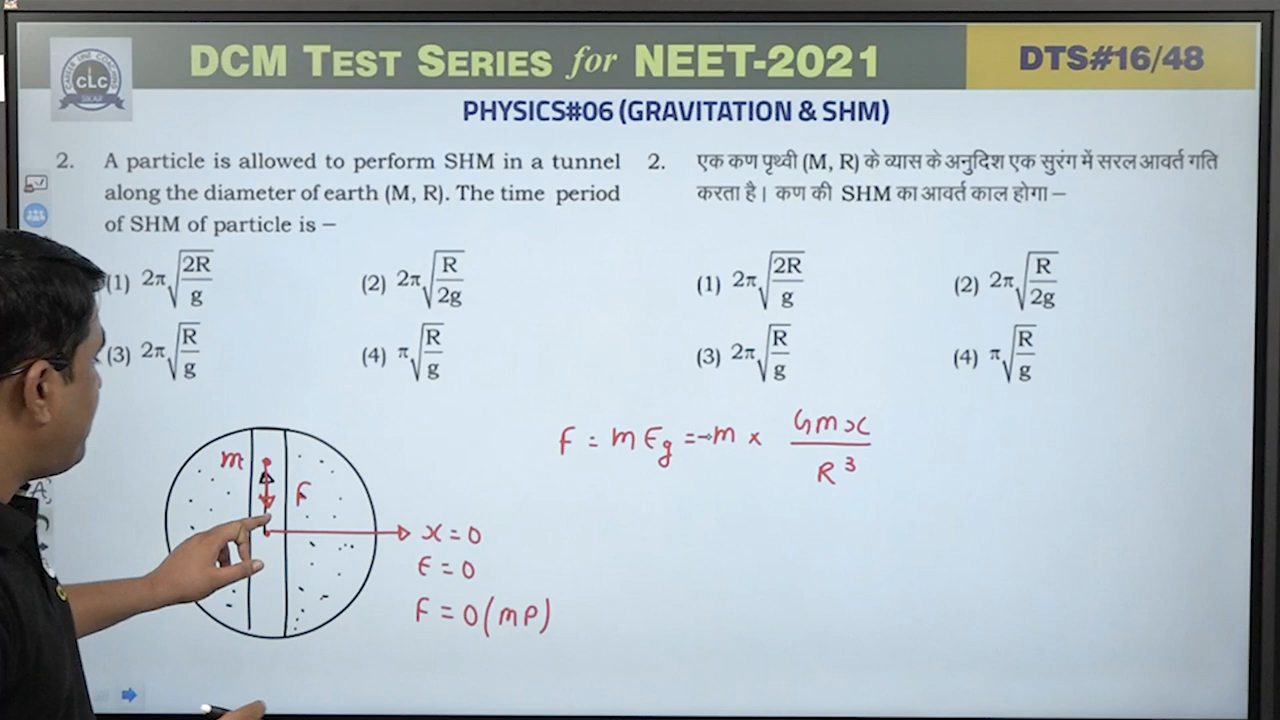 DCM TEST SERIES for NEET-2021
DTS#16/48
CLC
SIKAR
PHYSICS#06 (GRAVITATION & SHM)
2. A particle is allowed to perform SHM in a tunnel
along the diameter of earth (M, R). The time period
of SHM of particle is –
(1) 2π√(2R/g) (2) 2π√(R/2g)
(3) 2π√(R/g) (4) π√(R/g)
2. एक कण पृथ्वी (M, R) के व्यास के अनुदिश एक सुरंग में सरल आवर्त गति
करता है। कण की SHM का आवर्त काल होगा –
(1) 2π√(2R/g) (2) 2π√(R/2g)
(3) 2π√(R/g) (4) π√(R/g)
F = m Eg = -m × GMx/R³
m
F
x = 0
E = 0
F = 0 (MP)